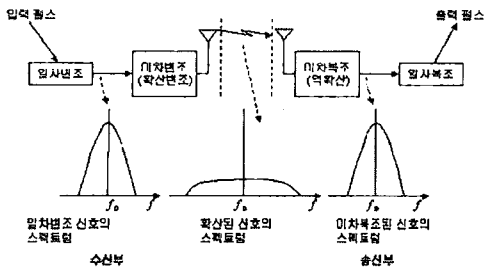 입력 펄스
출력 펄스
일차변조
이차변조
(확산변조)
이차복조
(역확산)
일차복조
f₀ f
f₀ f
f₀ f
일차변조 신호의
스펙트럼
확산된 신호의
스펙트럼
이차복조된 신호의
스펙트럼
수신부
송신부